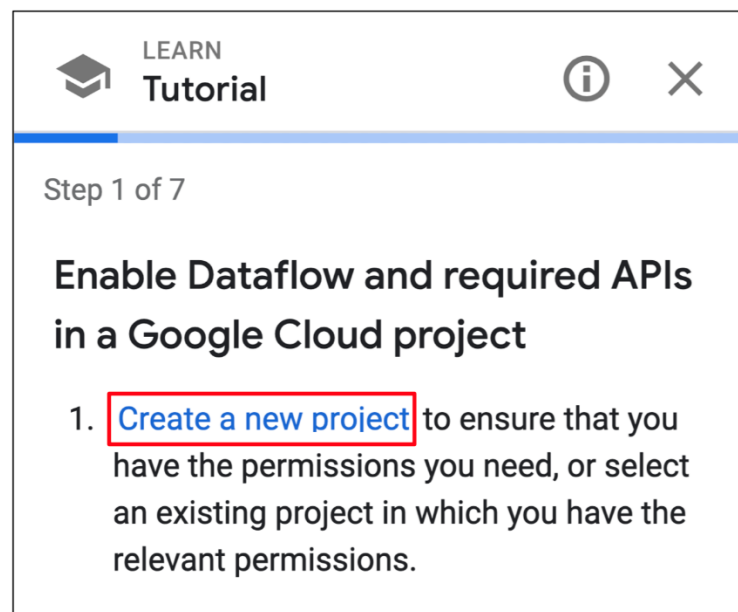 LEARN
Tutorial
Step 1 of 7
Enable Dataflow and required APIs
in a Google Cloud project
1. Create a new project to ensure that you
have the permissions you need, or select
an existing project in which you have the
relevant permissions.